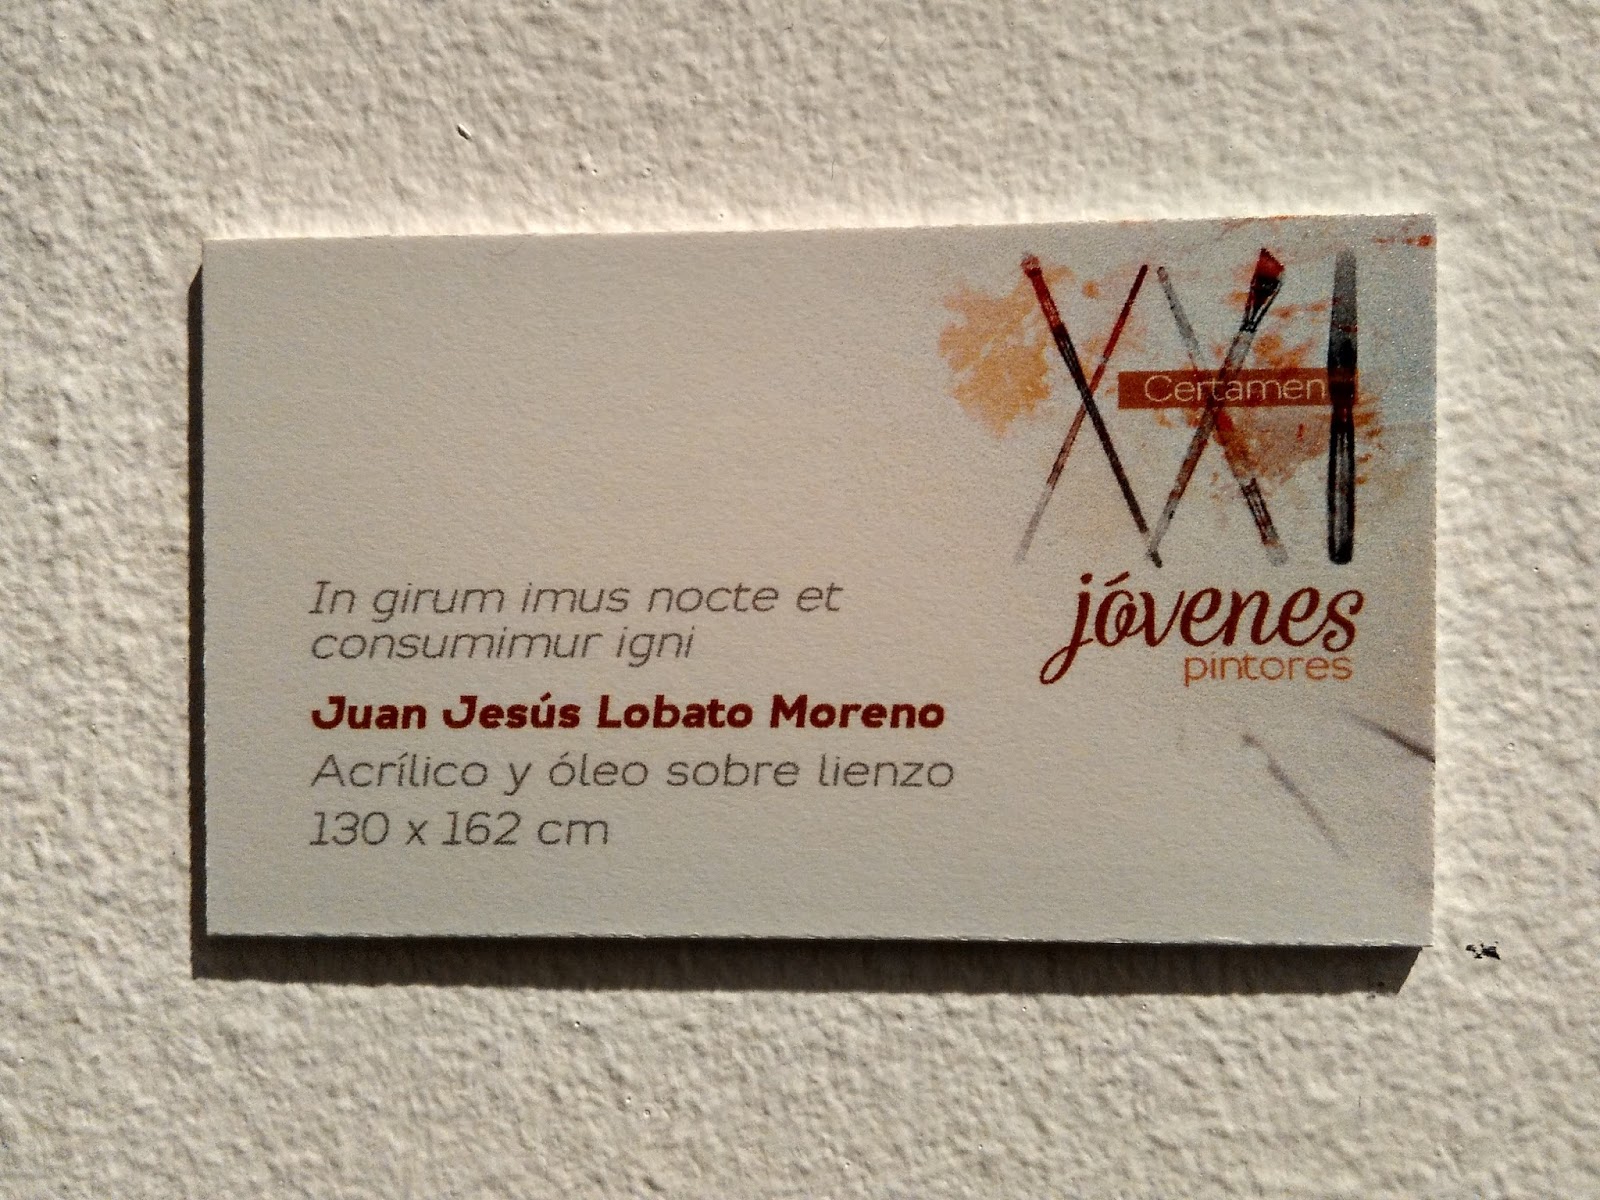 XXI
Certamen
jóvenes
pintores
In girum imus nocte et
consumimur igni
Juan Jesús Lobato Moreno
Acrílico y óleo sobre lienzo
130 x 162 cm